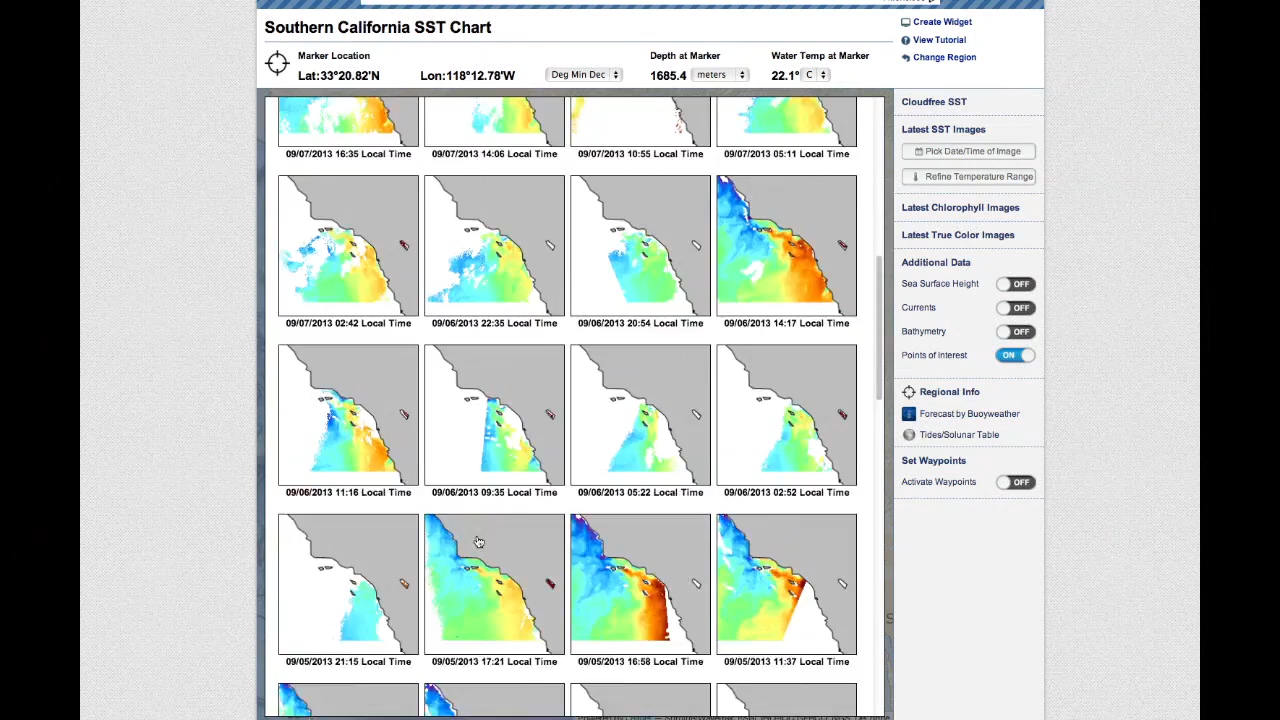 Southern California SST Chart
Create Widget
View Tutorial
Change Region
Marker Location
Depth at Marker
Water Temp at Marker
Lat:33°20.82'N
Lon:118°12.78'W
Deg Min Dec
1685.4
meters
22.1°
C
09/07/2013 16:35 Local Time
09/07/2013 14:06 Local Time
09/07/2013 10:55 Local Time
09/07/2013 05:11 Local Time
09/07/2013 02:42 Local Time
09/06/2013 22:35 Local Time
09/06/2013 20:54 Local Time
09/06/2013 14:17 Local Time
09/06/2013 11:16 Local Time
09/06/2013 09:35 Local Time
09/06/2013 05:22 Local Time
09/06/2013 02:52 Local Time
09/05/2013 21:15 Local Time
09/05/2013 17:21 Local Time
09/05/2013 16:58 Local Time
09/05/2013 11:37 Local Time
Cloudfree SST
Latest SST Images
Pick Date/Time of Image
Refine Temperature Range
Latest Chlorophyll Images
Latest True Color Images
Additional Data
Sea Surface Height
OFF
Currents
OFF
Bathymetry
OFF
Points of Interest
ON
Regional Info
Forecast by Buoyweather
Tides/Solunar Table
Set Waypoints
Activate Waypoints
OFF